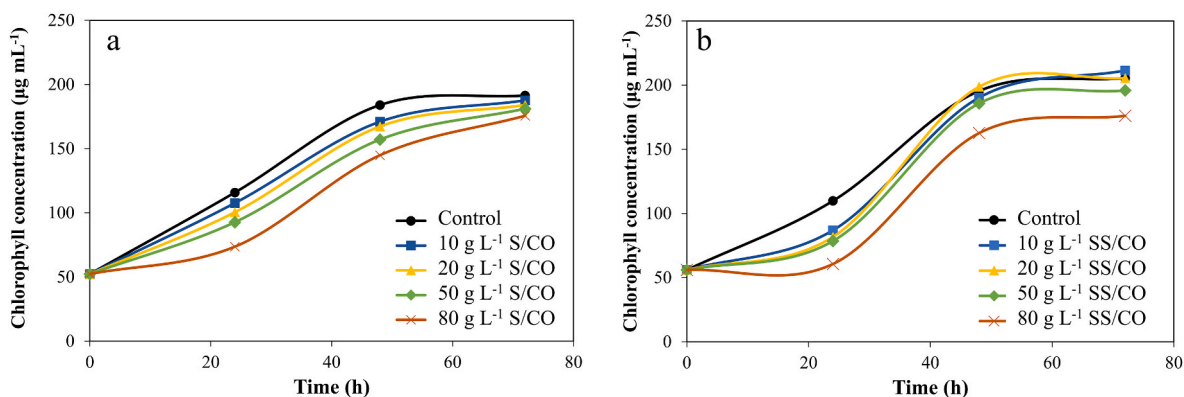 a
Chlorophyll concentration (µg mL⁻¹)
250
200
150
100
50
0
0
20
40
60
80
Time (h)
Control
10 g L⁻¹ S/CO
20 g L⁻¹ S/CO
50 g L⁻¹ S/CO
80 g L⁻¹ S/CO
b
Chlorophyll concentration (µg mL⁻¹)
250
200
150
100
50
0
0
20
40
60
80
Time (h)
Control
10 g L⁻¹ SS/CO
20 g L⁻¹ SS/CO
50 g L⁻¹ SS/CO
80 g L⁻¹ SS/CO